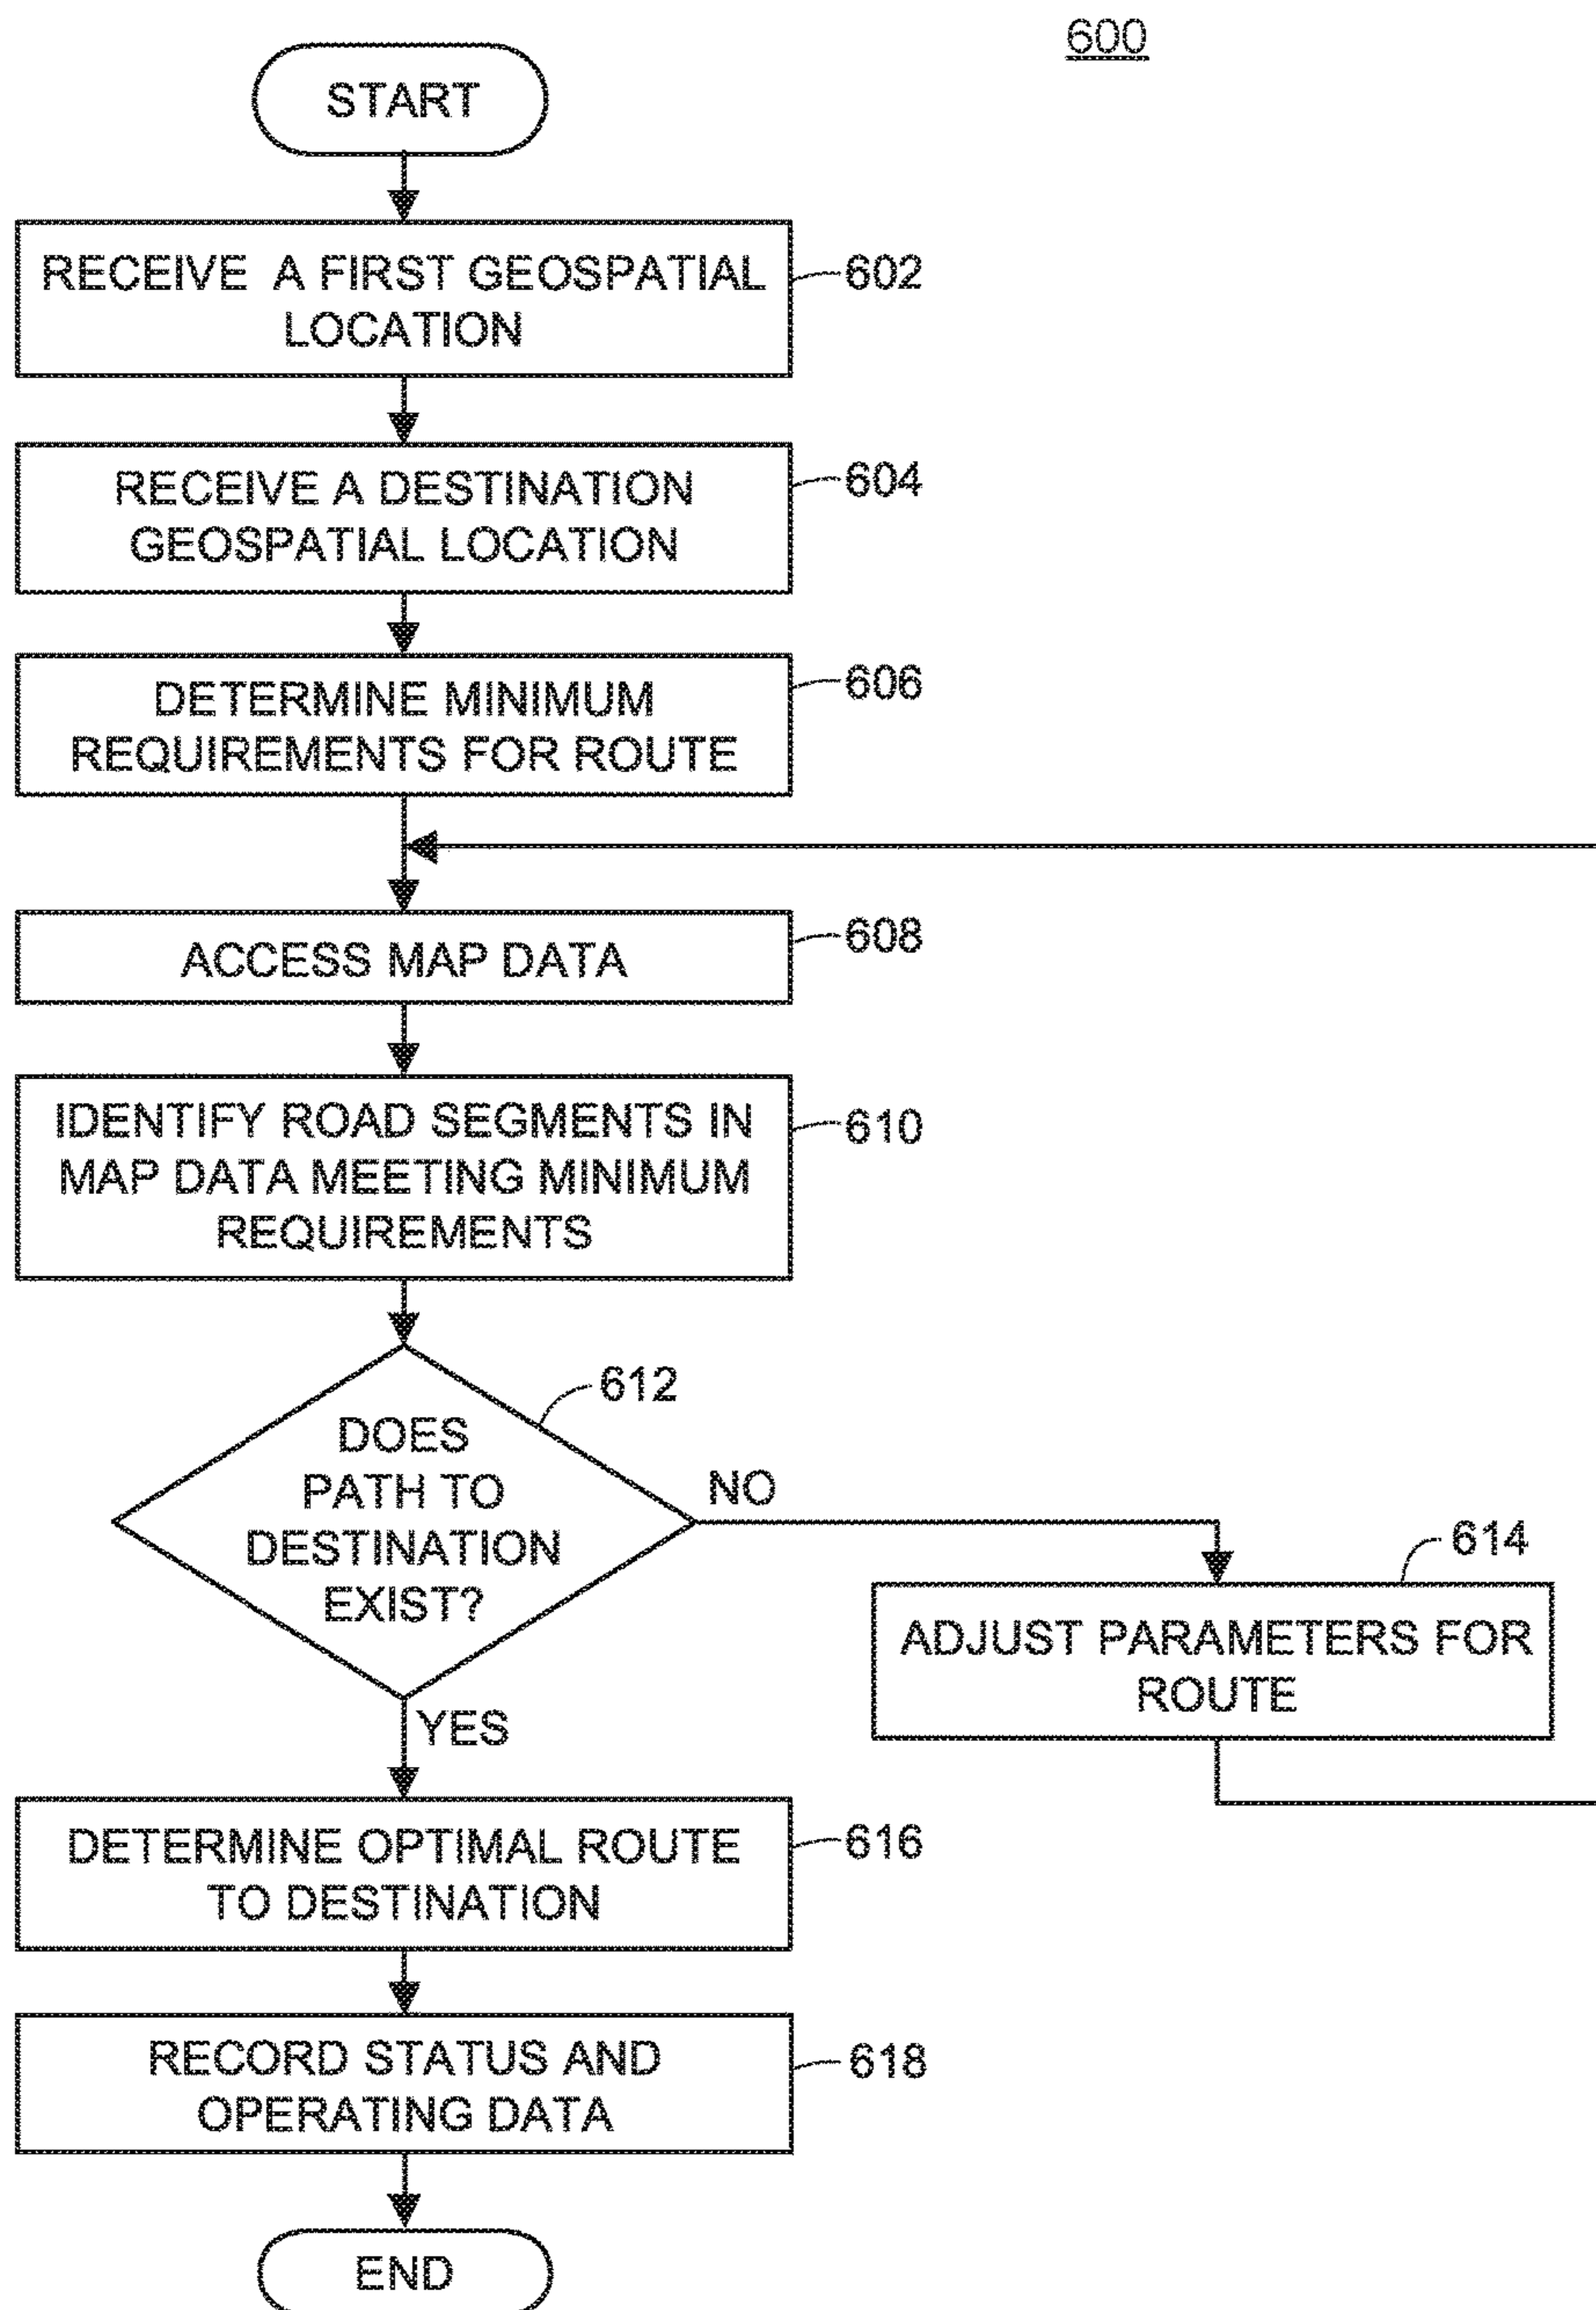 600
START
RECEIVE A FIRST GEOSPATIAL
LOCATION
602
RECEIVE A DESTINATION
GEOSPATIAL LOCATION
604
DETERMINE MINIMUM
REQUIREMENTS FOR ROUTE
606
ACCESS MAP DATA
608
IDENTIFY ROAD SEGMENTS IN
MAP DATA MEETING MINIMUM
REQUIREMENTS
610
DOES
PATH TO
DESTINATION
EXIST?
612
NO
614
ADJUST PARAMETERS FOR
ROUTE
YES
DETERMINE OPTIMAL ROUTE
TO DESTINATION
616
RECORD STATUS AND
OPERATING DATA
618
END